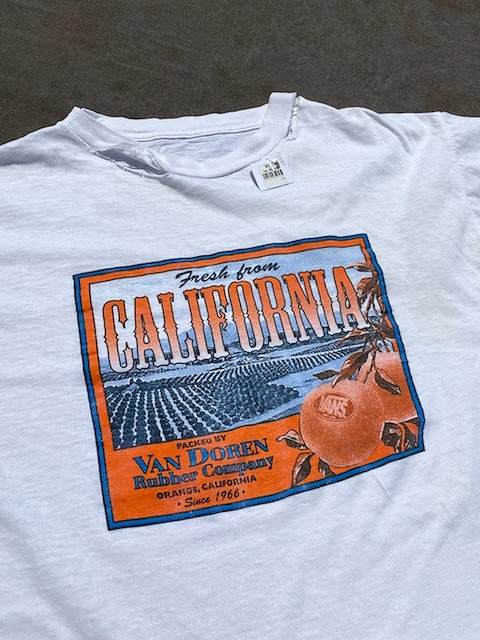 Fresh from
CALIFORNIA
VANS
PACKED BY
VAN DOREN
Rubber Company
ORANGE, CALIFORNIA
• Since 1966 •